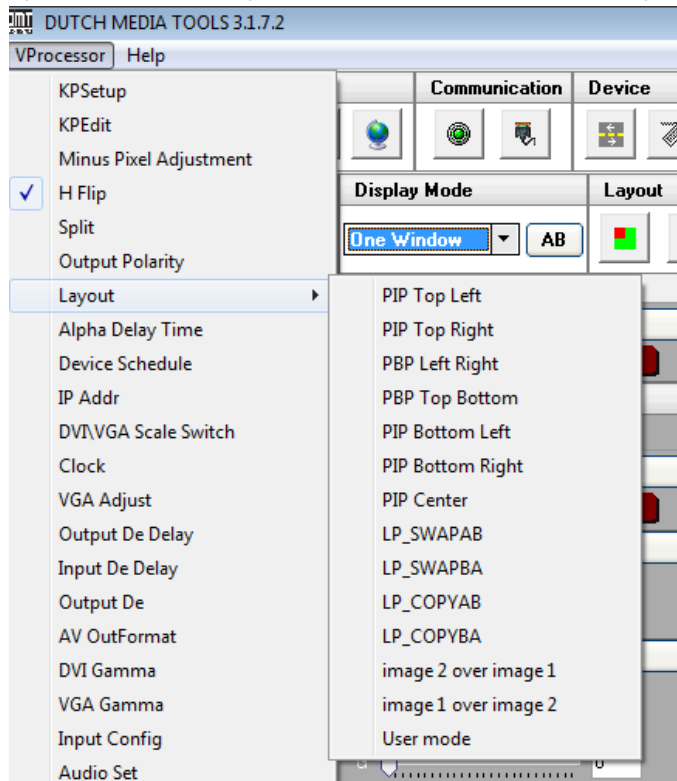 DUTCH MEDIA TOOLS 3.1.7.2
VProcessor Help
Communication Device
Display Mode Layout
One Window AB
KPSetup
KPEdit
Minus Pixel Adjustment
H Flip
Split
Output Polarity
Layout
Alpha Delay Time
Device Schedule
IP Addr
DVI\VGA Scale Switch
Clock
VGA Adjust
Output De Delay
Input De Delay
Output De
AV OutFormat
DVI Gamma
VGA Gamma
Input Config
Audio Set
PIP Top Left
PIP Top Right
PBP Left Right
PBP Top Bottom
PIP Bottom Left
PIP Bottom Right
PIP Center
LP_SWAPAB
LP_SWAPBA
LP_COPYAB
LP_COPYBA
image 2 over image 1
image 1 over image 2
User mode